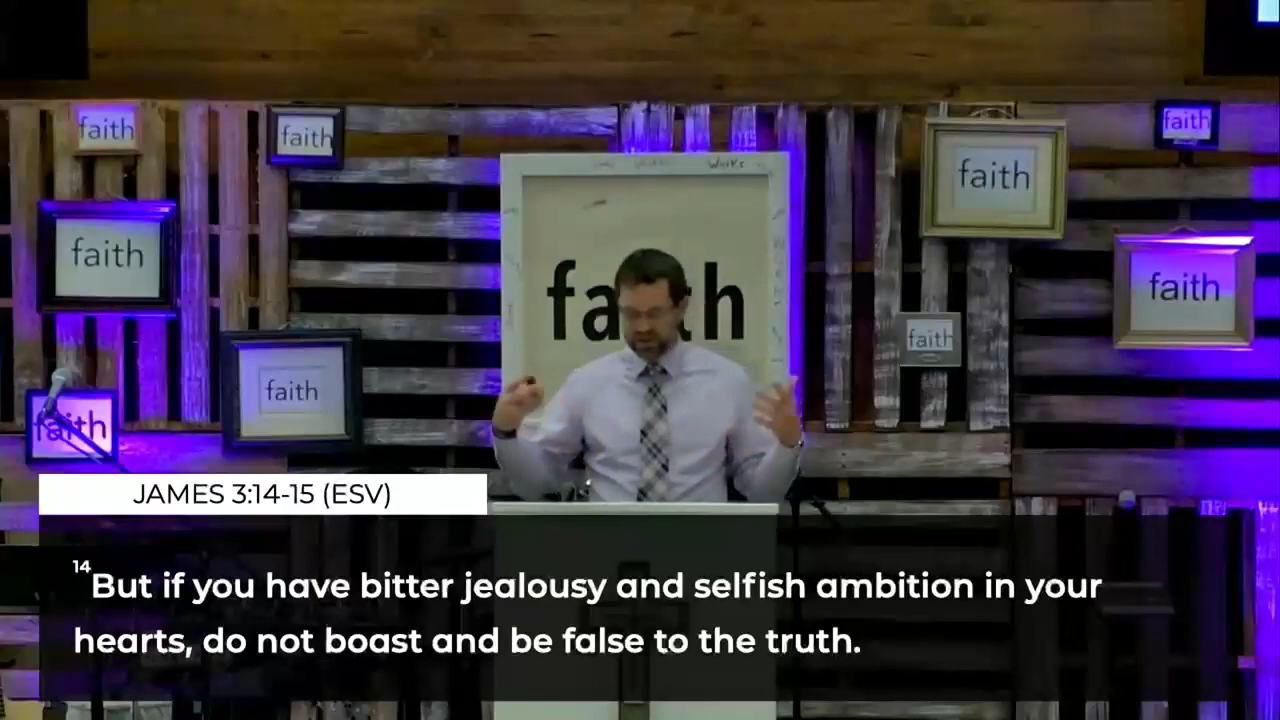 faith
faith
faith
faith
faith
faith
faith
faith
Works
faith
faith
JAMES 3:14-15 (ESV)
14But if you have bitter jealousy and selfish ambition in your
hearts, do not boast and be false to the truth.